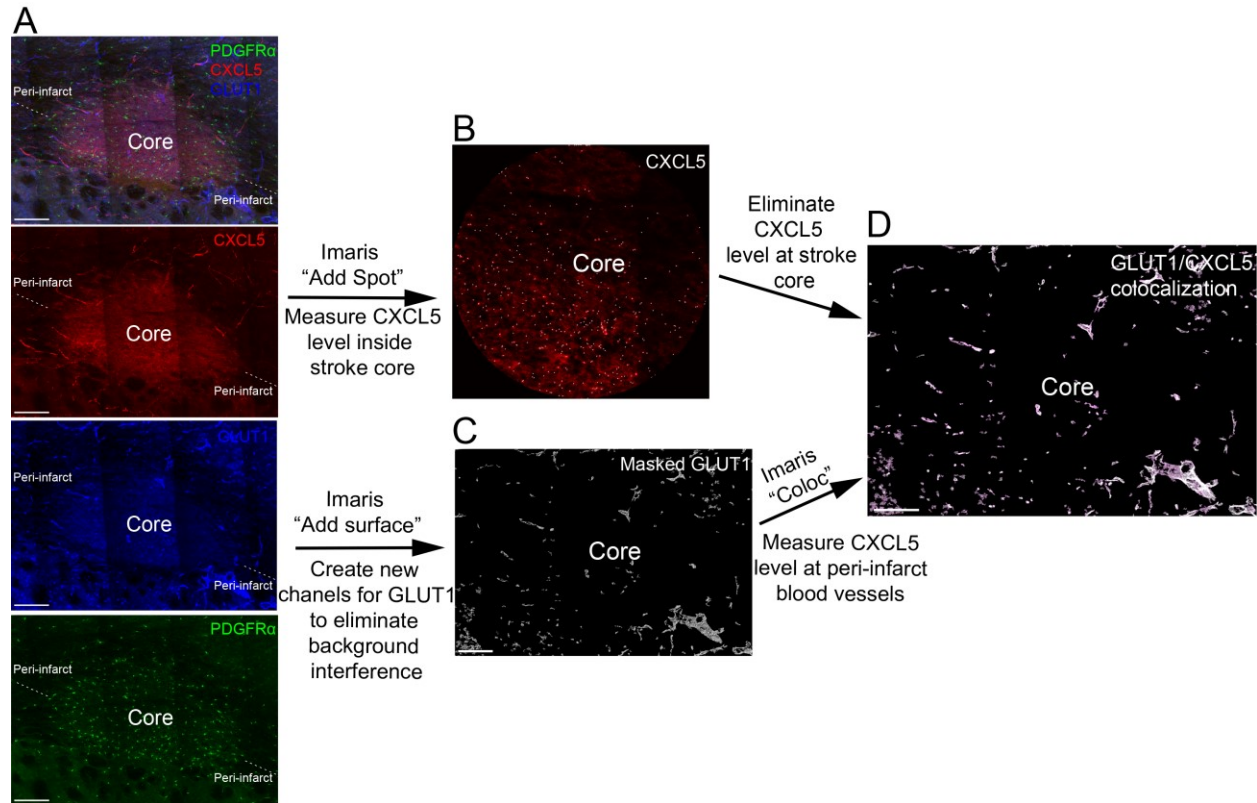 A
PDGFRα
CXCL5
GLUT1
Peri-infarct
Core
Peri-infarct
CXCL5
Peri-infarct
Core
Peri-infarct
GLUT1
Peri-infarct
Core
Peri-infarct
PDGFRα
Peri-infarct
Core
Peri-infarct
Imaris
“Add Spot”
Measure CXCL5
level inside
stroke core
Imaris
“Add surface”
Create new
chanels for GLUT1
to eliminate
background
interference
B
CXCL5
Core
C
Masked GLUT1
Core
Eliminate
CXCL5
level at stroke
core
Imaris
“Coloc”
Measure CXCL5
level at peri-infarct
blood vessels
D
GLUT1/CXCL5
colocalization
Core